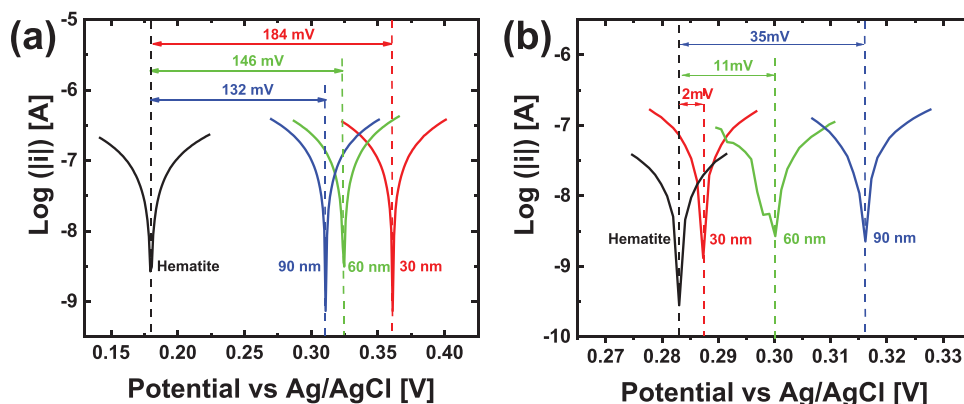 (a)
-5
-6
-7
-8
-9
Log (|i|) [A]
184 mV
146 mV
132 mV
Hematite
90 nm
60 nm
30 nm
0.15
0.20
0.25
0.30
0.35
0.40
Potential vs Ag/AgCl [V]
(b)
-6
-7
-8
-9
-10
Log (|i|) [A]
35mV
11mV
2mV
Hematite
30 nm
60 nm
90 nm
0.27
0.28
0.29
0.30
0.31
0.32
0.33
Potential vs Ag/AgCl [V]